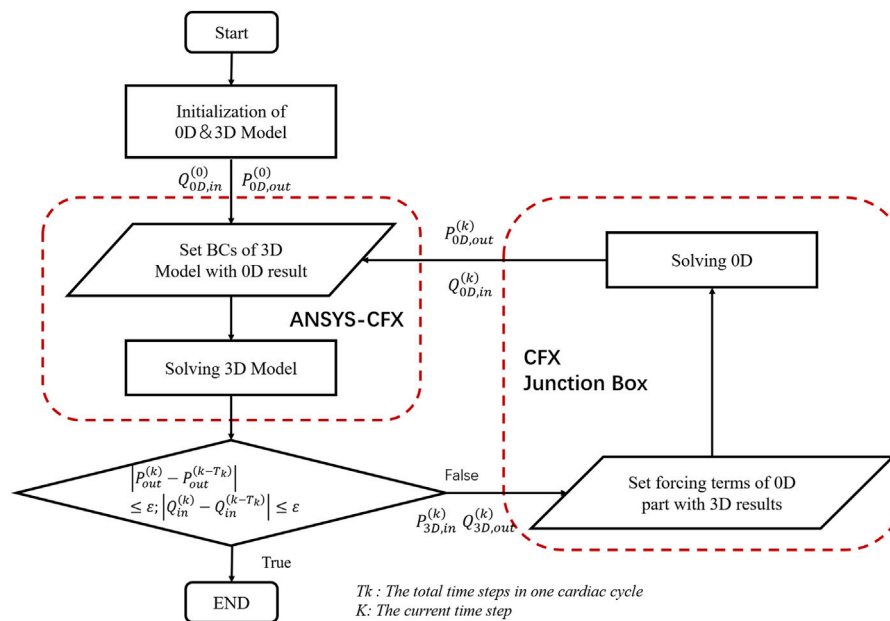 Start
Initialization of
0D＆3D Model
Q_{0D,in}^{(0)} P_{0D,out}^{(0)}
Set BCs of 3D
Model with 0D result
P_{0D,out}^{(k)}
Q_{0D,in}^{(k)}
Solving 0D
ANSYS-CFX
Solving 3D Model
CFX
Junction Box
|P_{out}^{(k)} − P_{out}^{(k−T_k)}|
≤ ε; |Q_{in}^{(k)} − Q_{in}^{(k−T_k)}| ≤ ε
False
P_{3D,in}^{(k)} Q_{3D,out}^{(k)}
Set forcing terms of 0D
part with 3D results
True
END
Tk : The total time steps in one cardiac cycle
K: The current time step